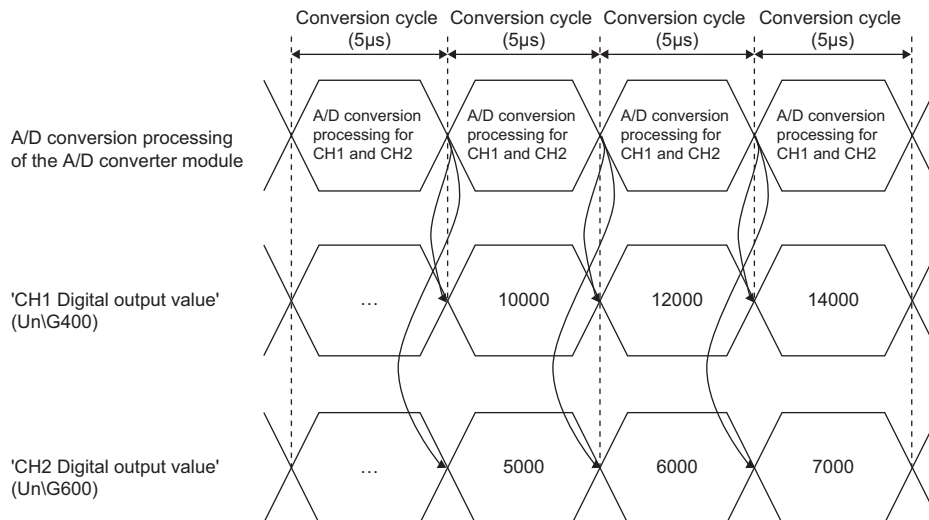 Conversion cycle Conversion cycle Conversion cycle Conversion cycle
(5µs) (5µs) (5µs) (5µs)
A/D conversion processing
of the A/D converter module
A/D conversion
processing for
CH1 and CH2
A/D conversion
processing for
CH1 and CH2
A/D conversion
processing for
CH1 and CH2
A/D conversion
processing for
CH1 and CH2
'CH1 Digital output value'
(Un\G400)
... 10000 12000 14000
'CH2 Digital output value'
(Un\G600)
... 5000 6000 7000